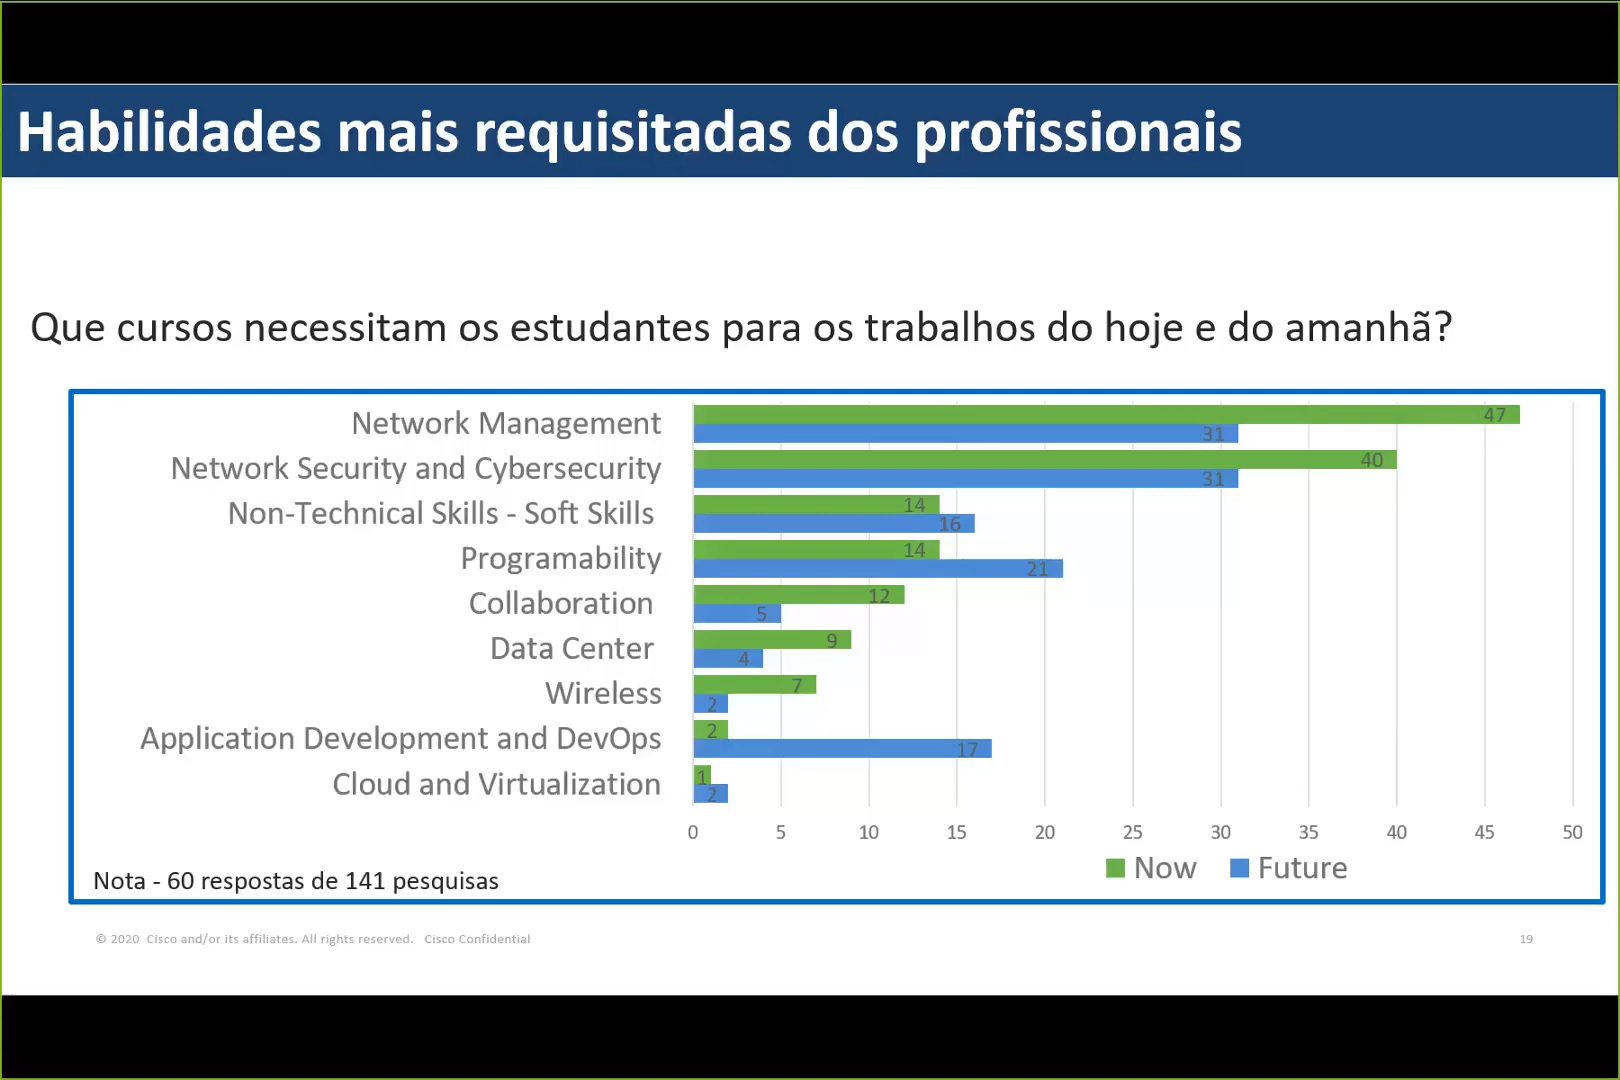 Habilidades mais requisitadas dos profissionais
Que cursos necessitam os estudantes para os trabalhos do hoje e do amanhã?
Network Management
47
31
Network Security and Cybersecurity
40
31
Non-Technical Skills - Soft Skills
14
16
Programability
14
21
Collaboration
12
5
Data Center
9
4
Wireless
7
2
Application Development and DevOps
2
17
Cloud and Virtualization
1
2
0 5 10 15 20 25 30 35 40 45 50
Now Future
Nota - 60 respostas de 141 pesquisas
© 2020 Cisco and/or its affiliates. All rights reserved. Cisco Confidential
19